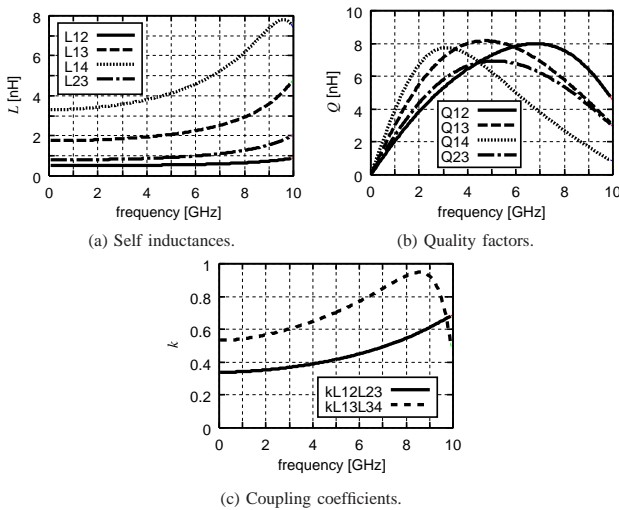 8
6
4
2
0
L [nH]
L12
L13
L14
L23
0 2 4 6 8 10
frequency [GHz]
(a) Self inductances.
10
8
6
4
2
0
Q [nH]
Q12
Q13
Q14
Q23
0 2 4 6 8 10
frequency [GHz]
(b) Quality factors.
1
0.8
0.6
0.4
0.2
0
k
kL12L23
kL13L34
0 2 4 6 8 10
frequency [GHz]
(c) Coupling coefficients.